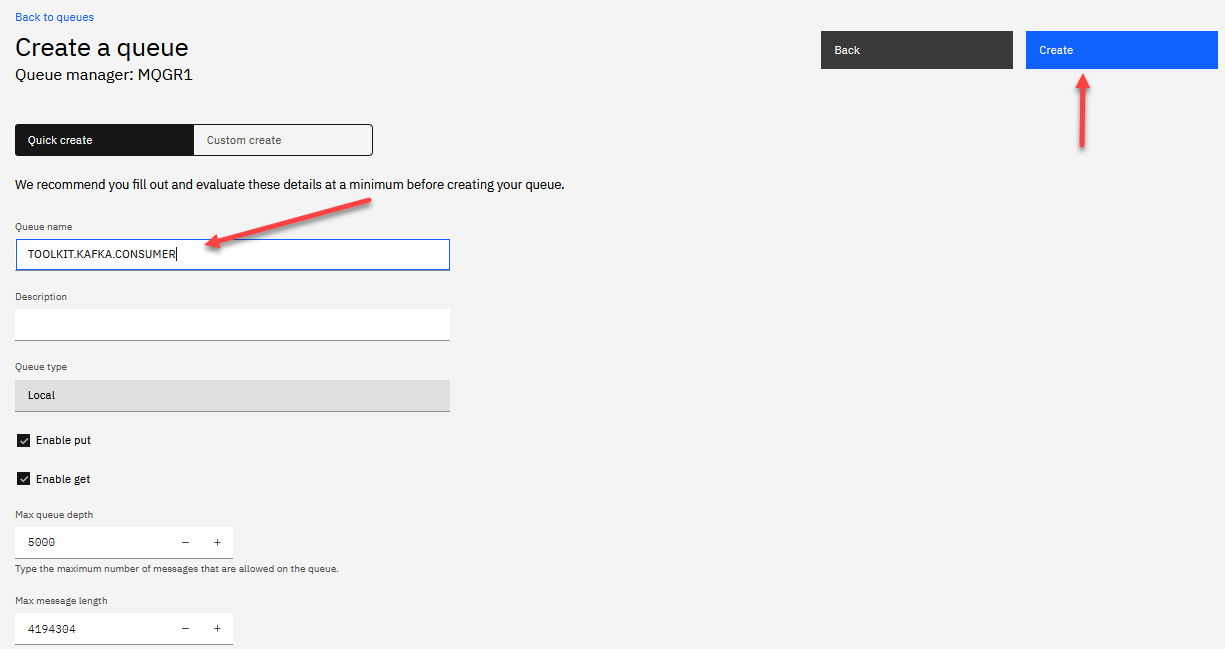 Back to queues
Create a queue
Queue manager: MQGR1
Back
Create
Quick create
Custom create
We recommend you fill out and evaluate these details at a minimum before creating your queue.
Queue name
TOOLKIT.KAFKA.CONSUMER
Description
Queue type
Local
Enable put
Enable get
Max queue depth
5000
Type the maximum number of messages that are allowed on the queue.
Max message length
4194304